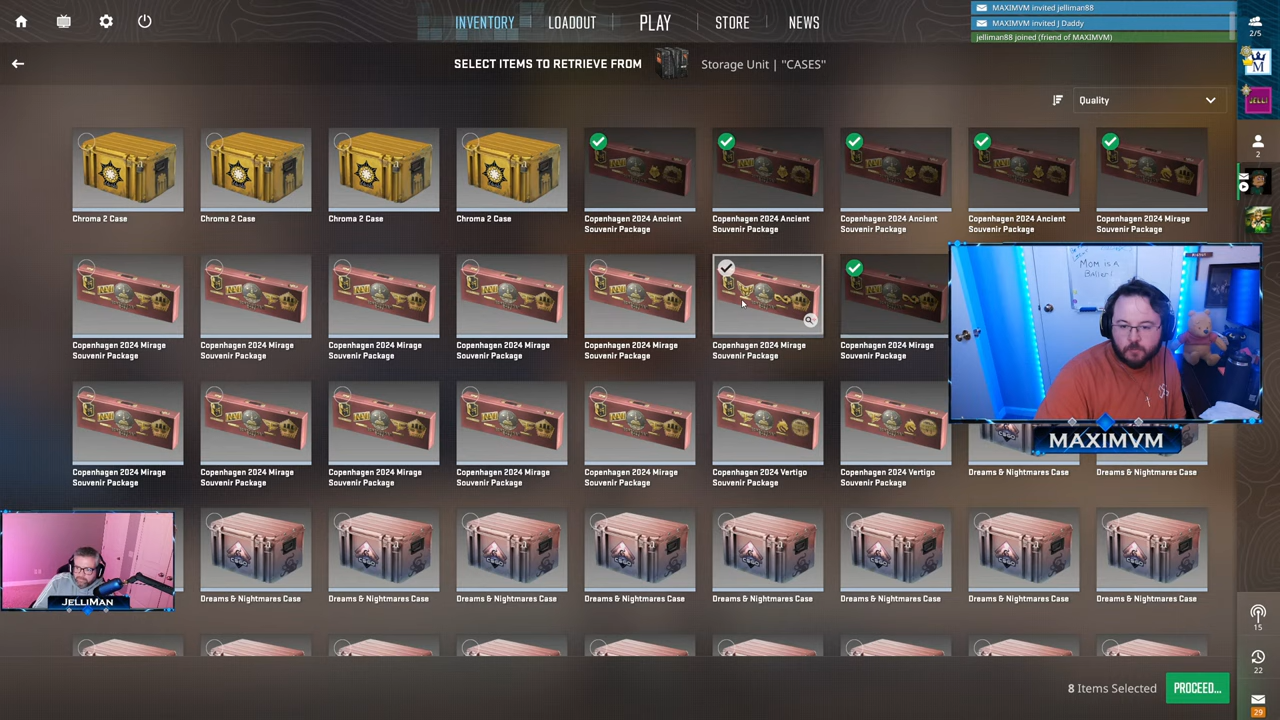 INVENTORY
LOADOUT
PLAY
STORE
NEWS
MAXIMVM invited jelliman88
MAXIMVM invited J Daddy
jelliman88 joined (friend of MAXIMVM)
2/5
SELECT ITEMS TO RETRIEVE FROM
Storage Unit | "CASES"
Quality
M
JELLI
2
Chroma 2 Case
Chroma 2 Case
Chroma 2 Case
Chroma 2 Case
Copenhagen 2024 Ancient
Souvenir Package
Copenhagen 2024 Ancient
Souvenir Package
Copenhagen 2024 Ancient
Souvenir Package
Copenhagen 2024 Ancient
Souvenir Package
Copenhagen 2024 Mirage
Souvenir Package
Mom is a
Baller!
Copenhagen 2024 Mirage
Souvenir Package
Copenhagen 2024 Mirage
Souvenir Package
Copenhagen 2024 Mirage
Souvenir Package
Copenhagen 2024 Mirage
Souvenir Package
Copenhagen 2024 Mirage
Souvenir Package
Copenhagen 2024 Mirage
Souvenir Package
Copenhagen 2024 Mirage
Souvenir Package
MAXIMVM
Copenhagen 2024 Mirage
Souvenir Package
Copenhagen 2024 Mirage
Souvenir Package
Copenhagen 2024 Mirage
Souvenir Package
Copenhagen 2024 Mirage
Souvenir Package
Copenhagen 2024 Mirage
Souvenir Package
Copenhagen 2024 Vertigo
Souvenir Package
Copenhagen 2024 Vertigo
Souvenir Package
Dreams & Nightmares Case
Dreams & Nightmares Case
JELLIMAN
Dreams & Nightmares Case
Dreams & Nightmares Case
Dreams & Nightmares Case
Dreams & Nightmares Case
Dreams & Nightmares Case
Dreams & Nightmares Case
Dreams & Nightmares Case
Dreams & Nightmares Case
15
22
29
8 Items Selected
PROCEED...